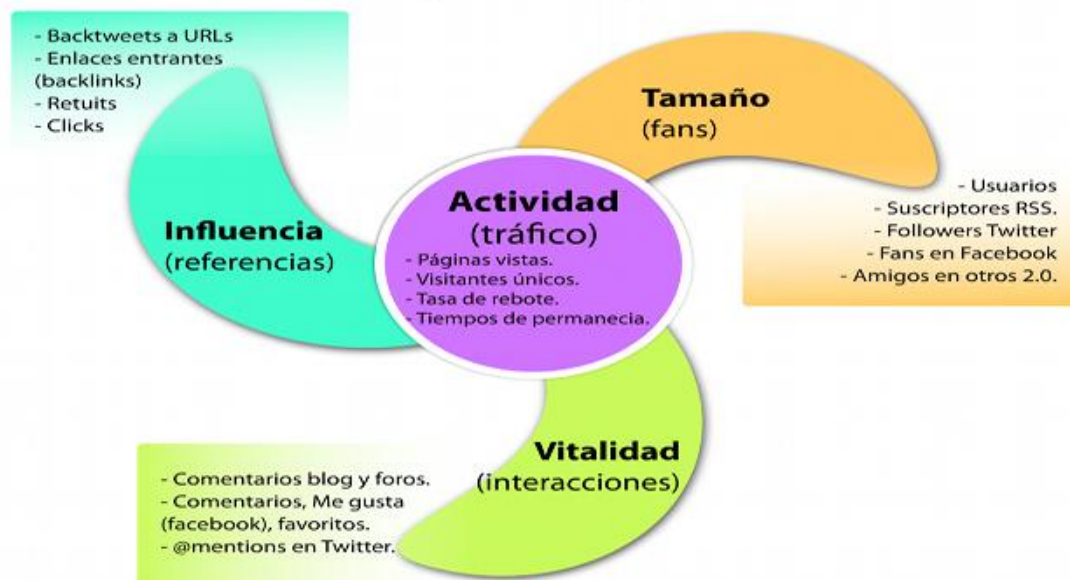 - Backtweets a URLs
- Enlaces entrantes
(backlinks)
- Retuits
- Clicks
Influencia
(referencias)
Tamaño
(fans)
- Usuarios
- Suscriptores RSS.
- Followers Twitter
- Fans en Facebook
- Amigos en otros 2.0.
Actividad
(tráfico)
- Páginas vistas.
- Visitantes únicos.
- Tasa de rebote.
- Tiempos de permanecia.
Vitalidad
(interacciones)
- Comentarios blog y foros.
- Comentarios, Me gusta
(facebook), favoritos.
- @mentions en Twitter.